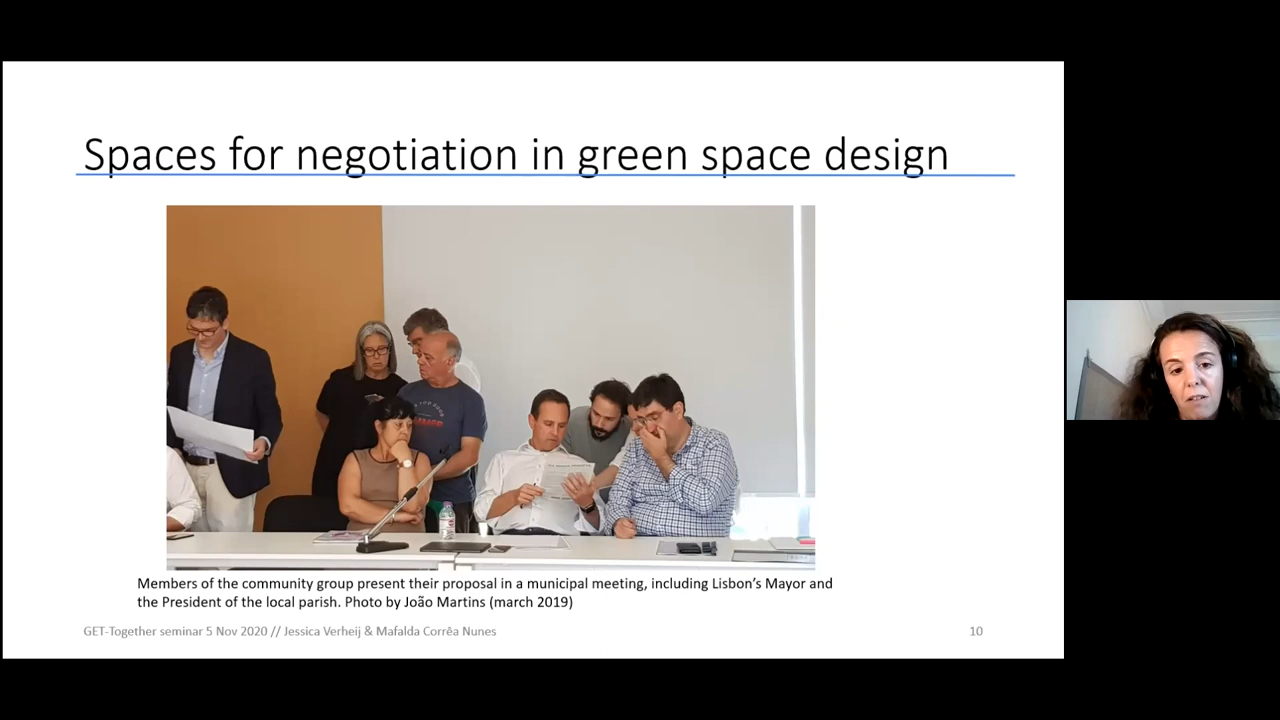 Spaces for negotiation in green space design
Members of the community group present their proposal in a municipal meeting, including Lisbon's Mayor and
the President of the local parish. Photo by João Martins (march 2019)
GET-Together seminar 5 Nov 2020 // Jessica Verheij & Mafalda Corrêa Nunes
10